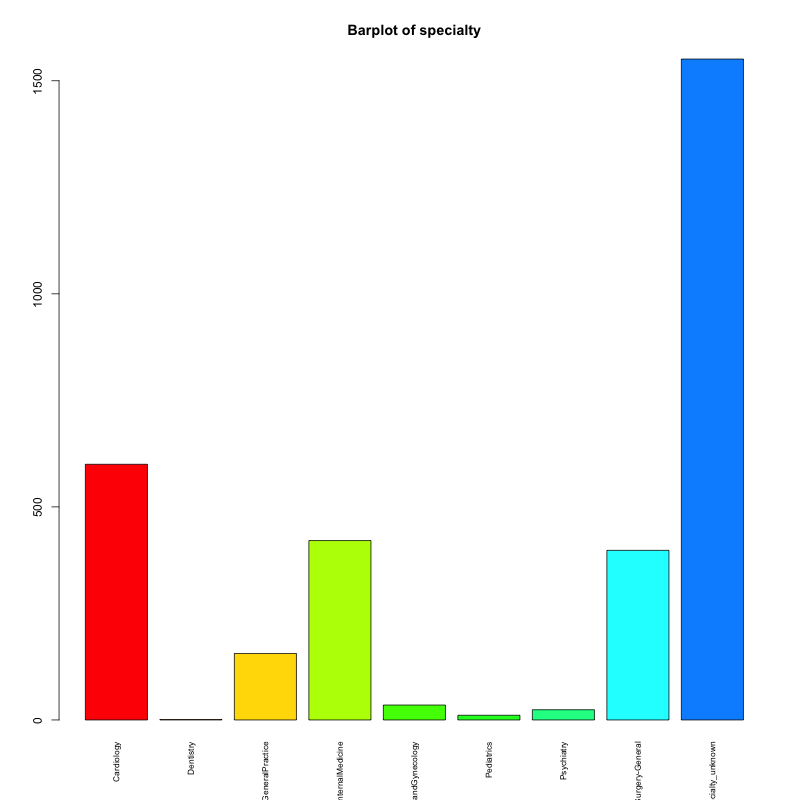 Barplot of specialty
1500
1000
500
0
Cardiology
Dentistry
GeneralPractice
nternalMedicine
andGynecology
Pediatrics
Psychiatry
Surgery-General
cialty_unknown